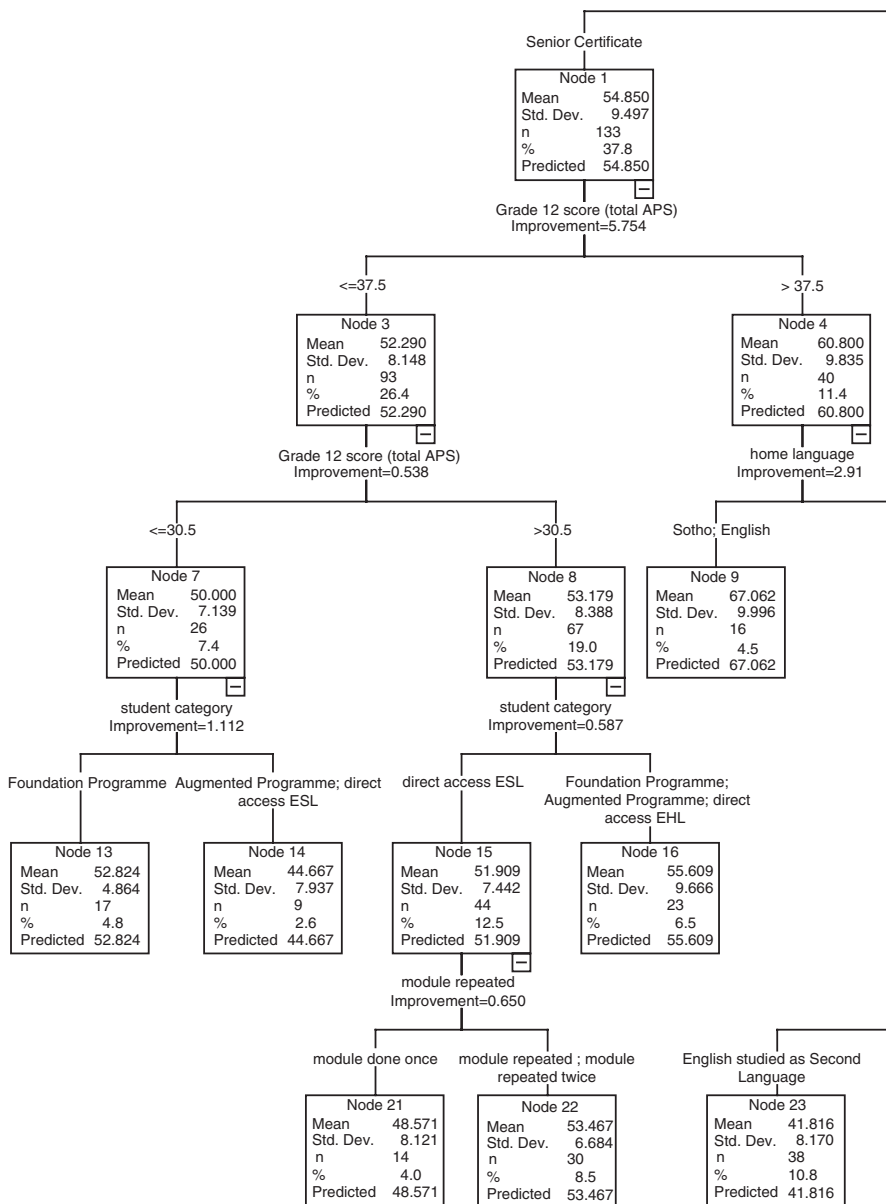 Senior Certificate
Node 1
Mean 54.850
Std. Dev. 9.497
n 133
% 37.8
Predicted 54.850
Grade 12 score (total APS)
Improvement=5.754
<=37.5
> 37.5
Node 3
Mean 52.290
Std. Dev. 8.148
n 93
% 26.4
Predicted 52.290
Node 4
Mean 60.800
Std. Dev. 9.835
n 40
% 11.4
Predicted 60.800
Grade 12 score (total APS)
Improvement=0.538
home language
Improvement=2.91
<=30.5
>30.5
Sotho; English
Node 7
Mean 50.000
Std. Dev. 7.139
n 26
% 7.4
Predicted 50.000
Node 8
Mean 53.179
Std. Dev. 8.388
n 67
% 19.0
Predicted 53.179
Node 9
Mean 67.062
Std. Dev. 9.996
n 16
% 4.5
Predicted 67.062
student category
Improvement=1.112
student category
Improvement=0.587
Foundation Programme
Augmented Programme; direct
access ESL
direct access ESL
Foundation Programme;
Augmented Programme; direct
access EHL
Node 13
Mean 52.824
Std. Dev. 4.864
n 17
% 4.8
Predicted 52.824
Node 14
Mean 44.667
Std. Dev. 7.937
n 9
% 2.6
Predicted 44.667
Node 15
Mean 51.909
Std. Dev. 7.442
n 44
% 12.5
Predicted 51.909
Node 16
Mean 55.609
Std. Dev. 9.666
n 23
% 6.5
Predicted 55.609
module repeated
Improvement=0.650
module done once
module repeated ; module
repeated twice
English studied as Second
Language
Node 21
Mean 48.571
Std. Dev. 8.121
n 14
% 4.0
Predicted 48.571
Node 22
Mean 53.467
Std. Dev. 6.684
n 30
% 8.5
Predicted 53.467
Node 23
Mean 41.816
Std. Dev. 8.170
n 38
% 10.8
Predicted 41.816